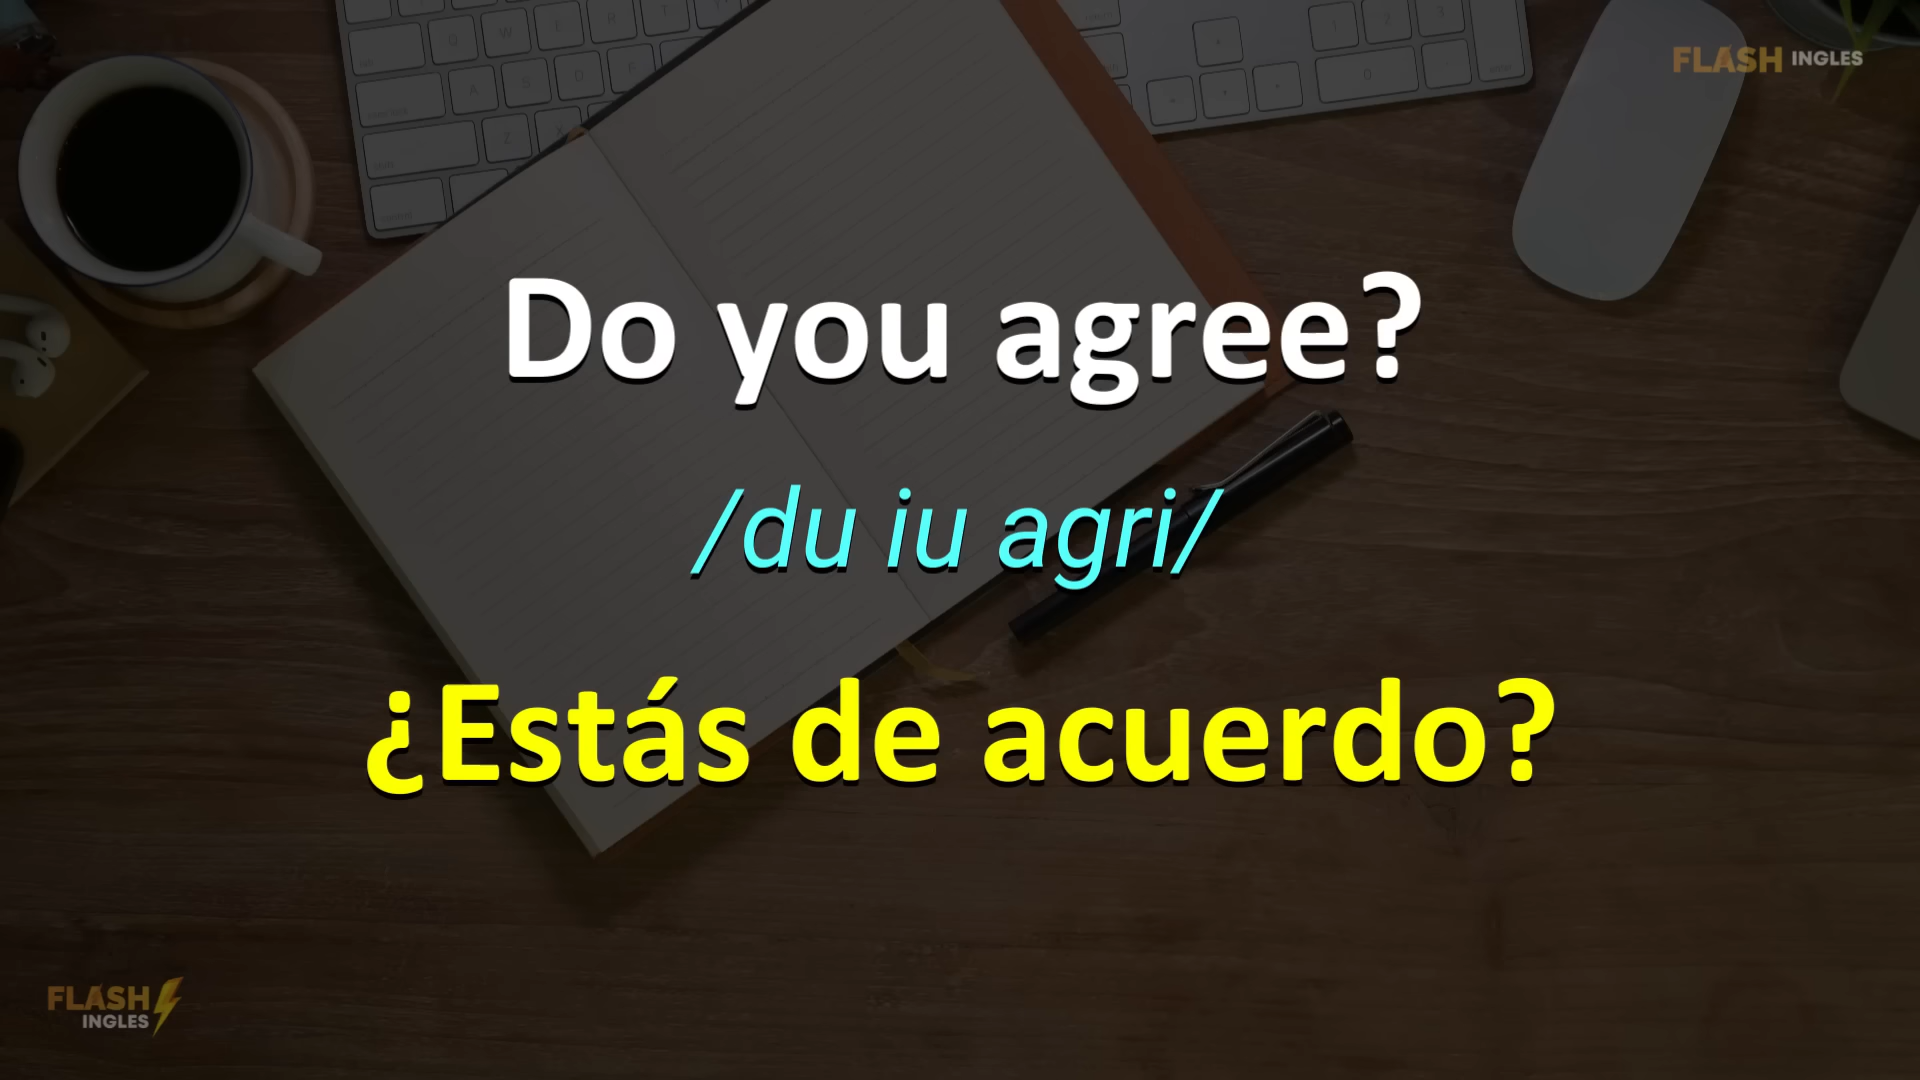 FLASH INGLES
Do you agree?
/du iu agri/
¿Estás de acuerdo?
FLASH
INGLES